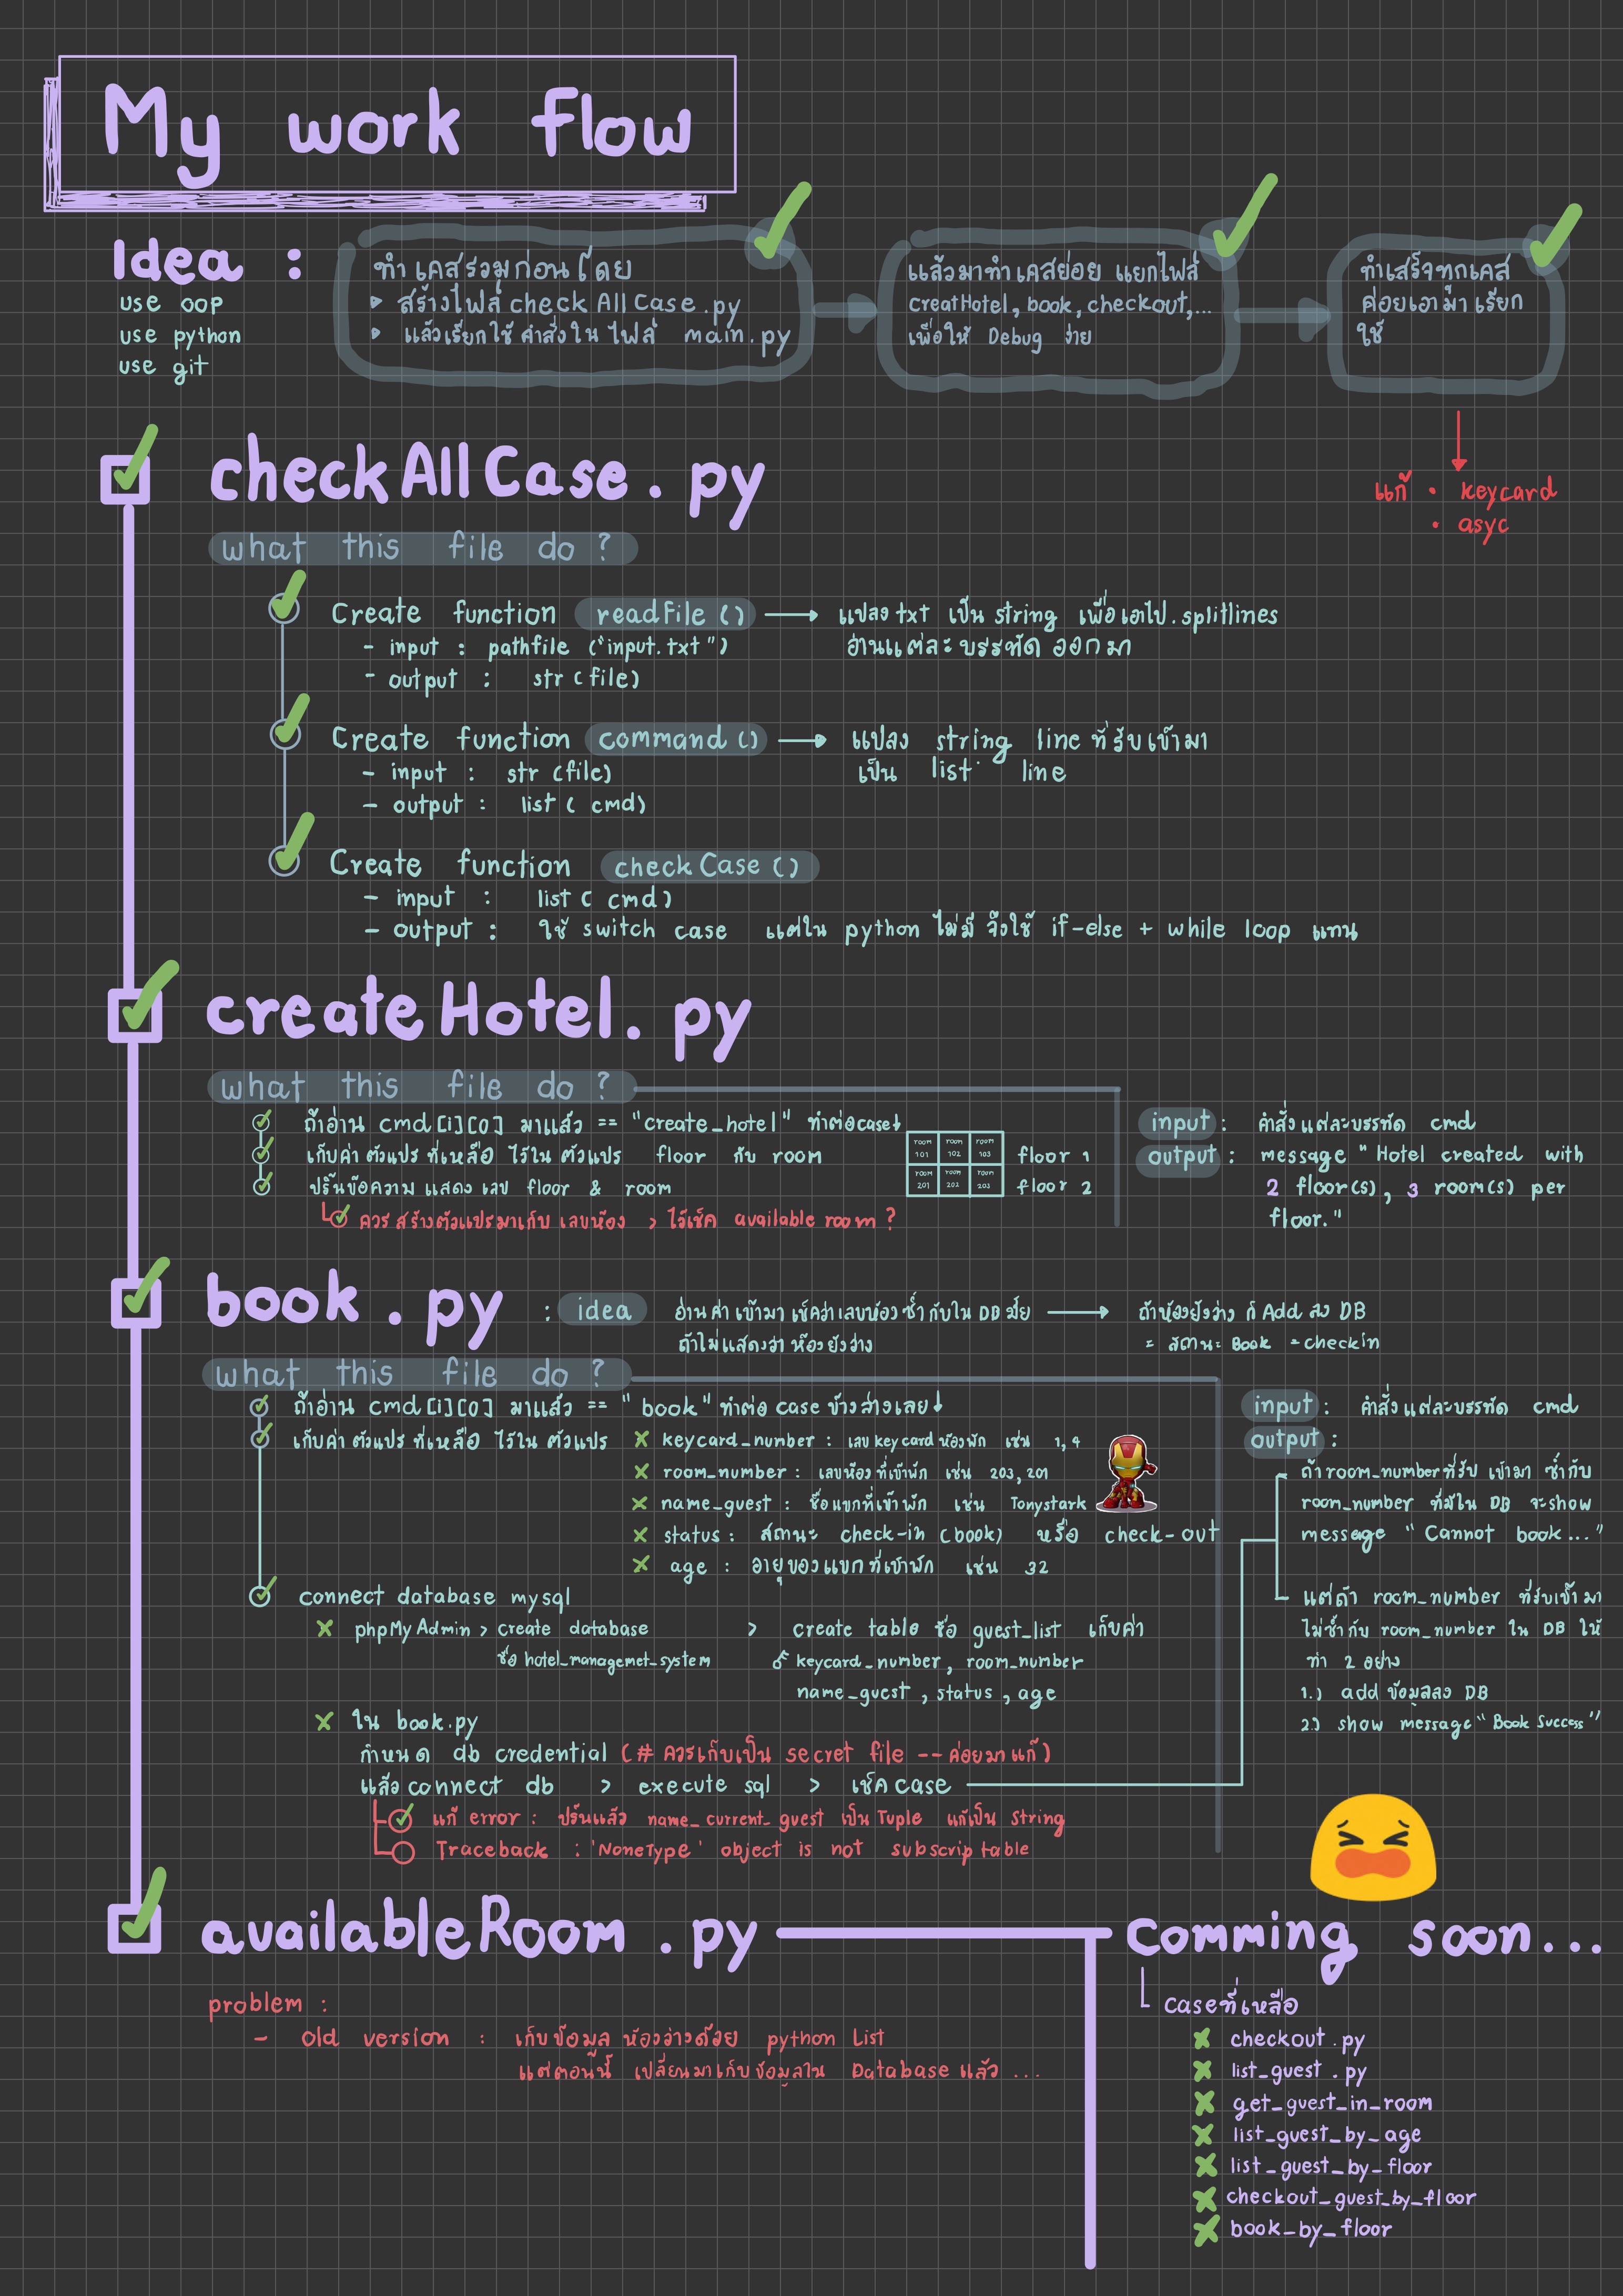 My work flow
Idea :
use oop
use python
use git
ทำเคสรวมก่อนโดย
▸ สร้างไฟล์ check All Case .py
▸ แล้วเรียกใช้คำสั่งในไฟล์ main.py
แล้วมาทำเคสย่อย แยกไฟล์
creatHotel, book, checkout,...
เพื่อให้ Debug ง่าย
ทำเสร็จทุกเคส
ค่อยเอามา เรียก
ใช้
แก้ • keycard
• asyc
checkAllCase . py
what this file do ?
Create function readFile () → แปลง txt เป็น string เพื่อเอาไป .splitlines
- input : pathfile ("input.txt") อ่านแต่ละบรรทัด ออกมา
- output : str (file)
Create function command () → แปลง string line ที่รับเข้ามา
- input : str (file) เป็น list line
- output : list ( cmd)
Create function checkCase ()
- input : list ( cmd)
- output : ใช้ switch case แต่ใน python ไม่มี จึงใช้ if-else + while loop แทน
createHotel. py
what this file do ?
ถ้าอ่าน cmd [i][0] มาแล้ว == "create_hotel" ทำต่อcase↓
เก็บค่า ตัวแปร ที่เหลือ ไว้ใน ตัวแปร floor กับ room
ปริ้นข้อความ แสดง เลข floor & room
ควร สร้างตัวแปรมาเก็บ เลขห้อง > ไว้เช็ค available room ?
room 101 room 102 room 103 floor 1
room 201 room 202 room 203 floor 2
input : คำสั่งแต่ละบรรทัด cmd
output : message " Hotel created with
2 floor(s), 3 room(s) per
floor."
book . py : idea อ่านค่าเข้ามา เช็คว่าเลขห้อง ซ้ำกับใน DB มั้ย → ถ้าห้องยังว่าง ก็ Add ลง DB
ถ้าไม่แสดงว่า ห้องยังว่าง = สถานะ Book = checkin
what this file do ?
ถ้าอ่าน cmd [i][0] มาแล้ว == " book" ทำต่อ case ข้างล่างเลย↓
เก็บค่า ตัวแปร ที่เหลือ ไว้ใน ตัวแปร
× keycard_number : เลข key card ห้องพัก เช่น 1, 4
× room_number : เลขห้อง ที่เข้าพัก เช่น 203, 201
× name_guest : ชื่อแขกที่เข้าพัก เช่น Tonystark
× status : สถานะ check-in (book) หรือ check-out
× age : อายุของแขกที่เข้าพัก เช่น 32
connect database mysql
× phpMyAdmin > create database > create table ชื่อ guest_list เก็บค่า
ชื่อ hotel_managemet_system keycard_number, room_number
name_guest , status , age
× ใน book.py
กำหนด db credential (# ควรเก็บเป็น secret file -- ค่อยมาแก้)
แล้ว connect db > execute sql > เช็ค case
แก้ error : ปริ้นแล้ว name_current_guest เป็น Tuple แก้เป็น String
Traceback : 'NoneType' object is not subscriptable
input : คำสั่งแต่ละบรรทัด cmd
output :
ถ้า room_number ที่รับ เข้ามา ซ้ำกับ
room_number ที่มีใน DB จะshow
message " Cannot book..."
แต่ถ้า room_number ที่รับเข้ามา
ไม่ซ้ำกับ room_number ใน DB ให้
ทำ 2 อย่าง
1.) add ข้อมูลลง DB
2.) show message "Book Success"
availableRoom .py
problem :
- Old version : เก็บข้อมูล ห้องว่างด้วย python List
แต่ตอนนี้ เปลี่ยนมาเก็บข้อมูลใน Database แล้ว ...
Comming soon...
caseที่เหลือ
× checkout .py
× list_guest .py
× get_guest_in_room
× list_guest_by_age
× list_guest_by_floor
× checkout_guest_by_floor
× book_by_floor